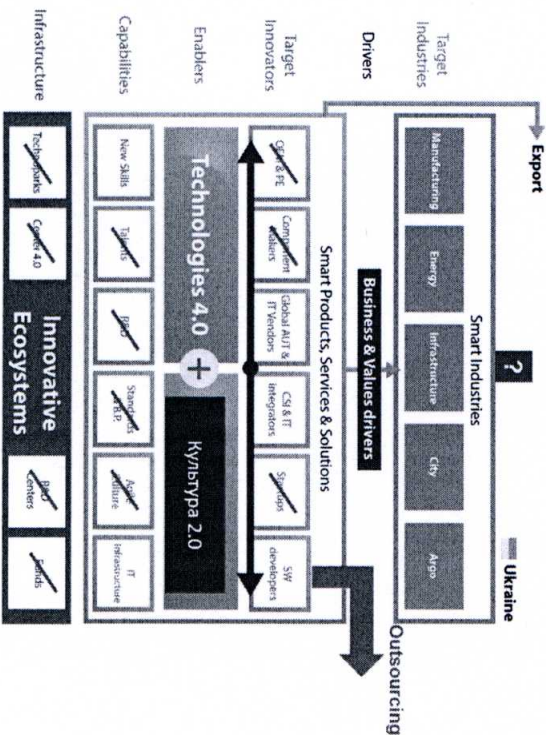 Export
?
Ukraine
Target
Industries
Smart Industries
Manufacturing
Energy
Infrastructure
City
Argo
Drivers
Business & Values drivers
Outsourcing
Smart Products, Services & Solutions
Target
Innovators
OEM & PE
Component
makers
Global AUT &
IT Vendors
CSI & IT
integrators
Startups
SW
developers
Enablers
Technologies 4.0
+
Культура 2.0
Capabilities
New Skills
Talents
R&D
Standards
& B.P.
Agile
culture
IT
infrastructure
Infrastructure
Technoparks
Center 4.0
Innovative
Ecosystems
R&D
Centers
Funds